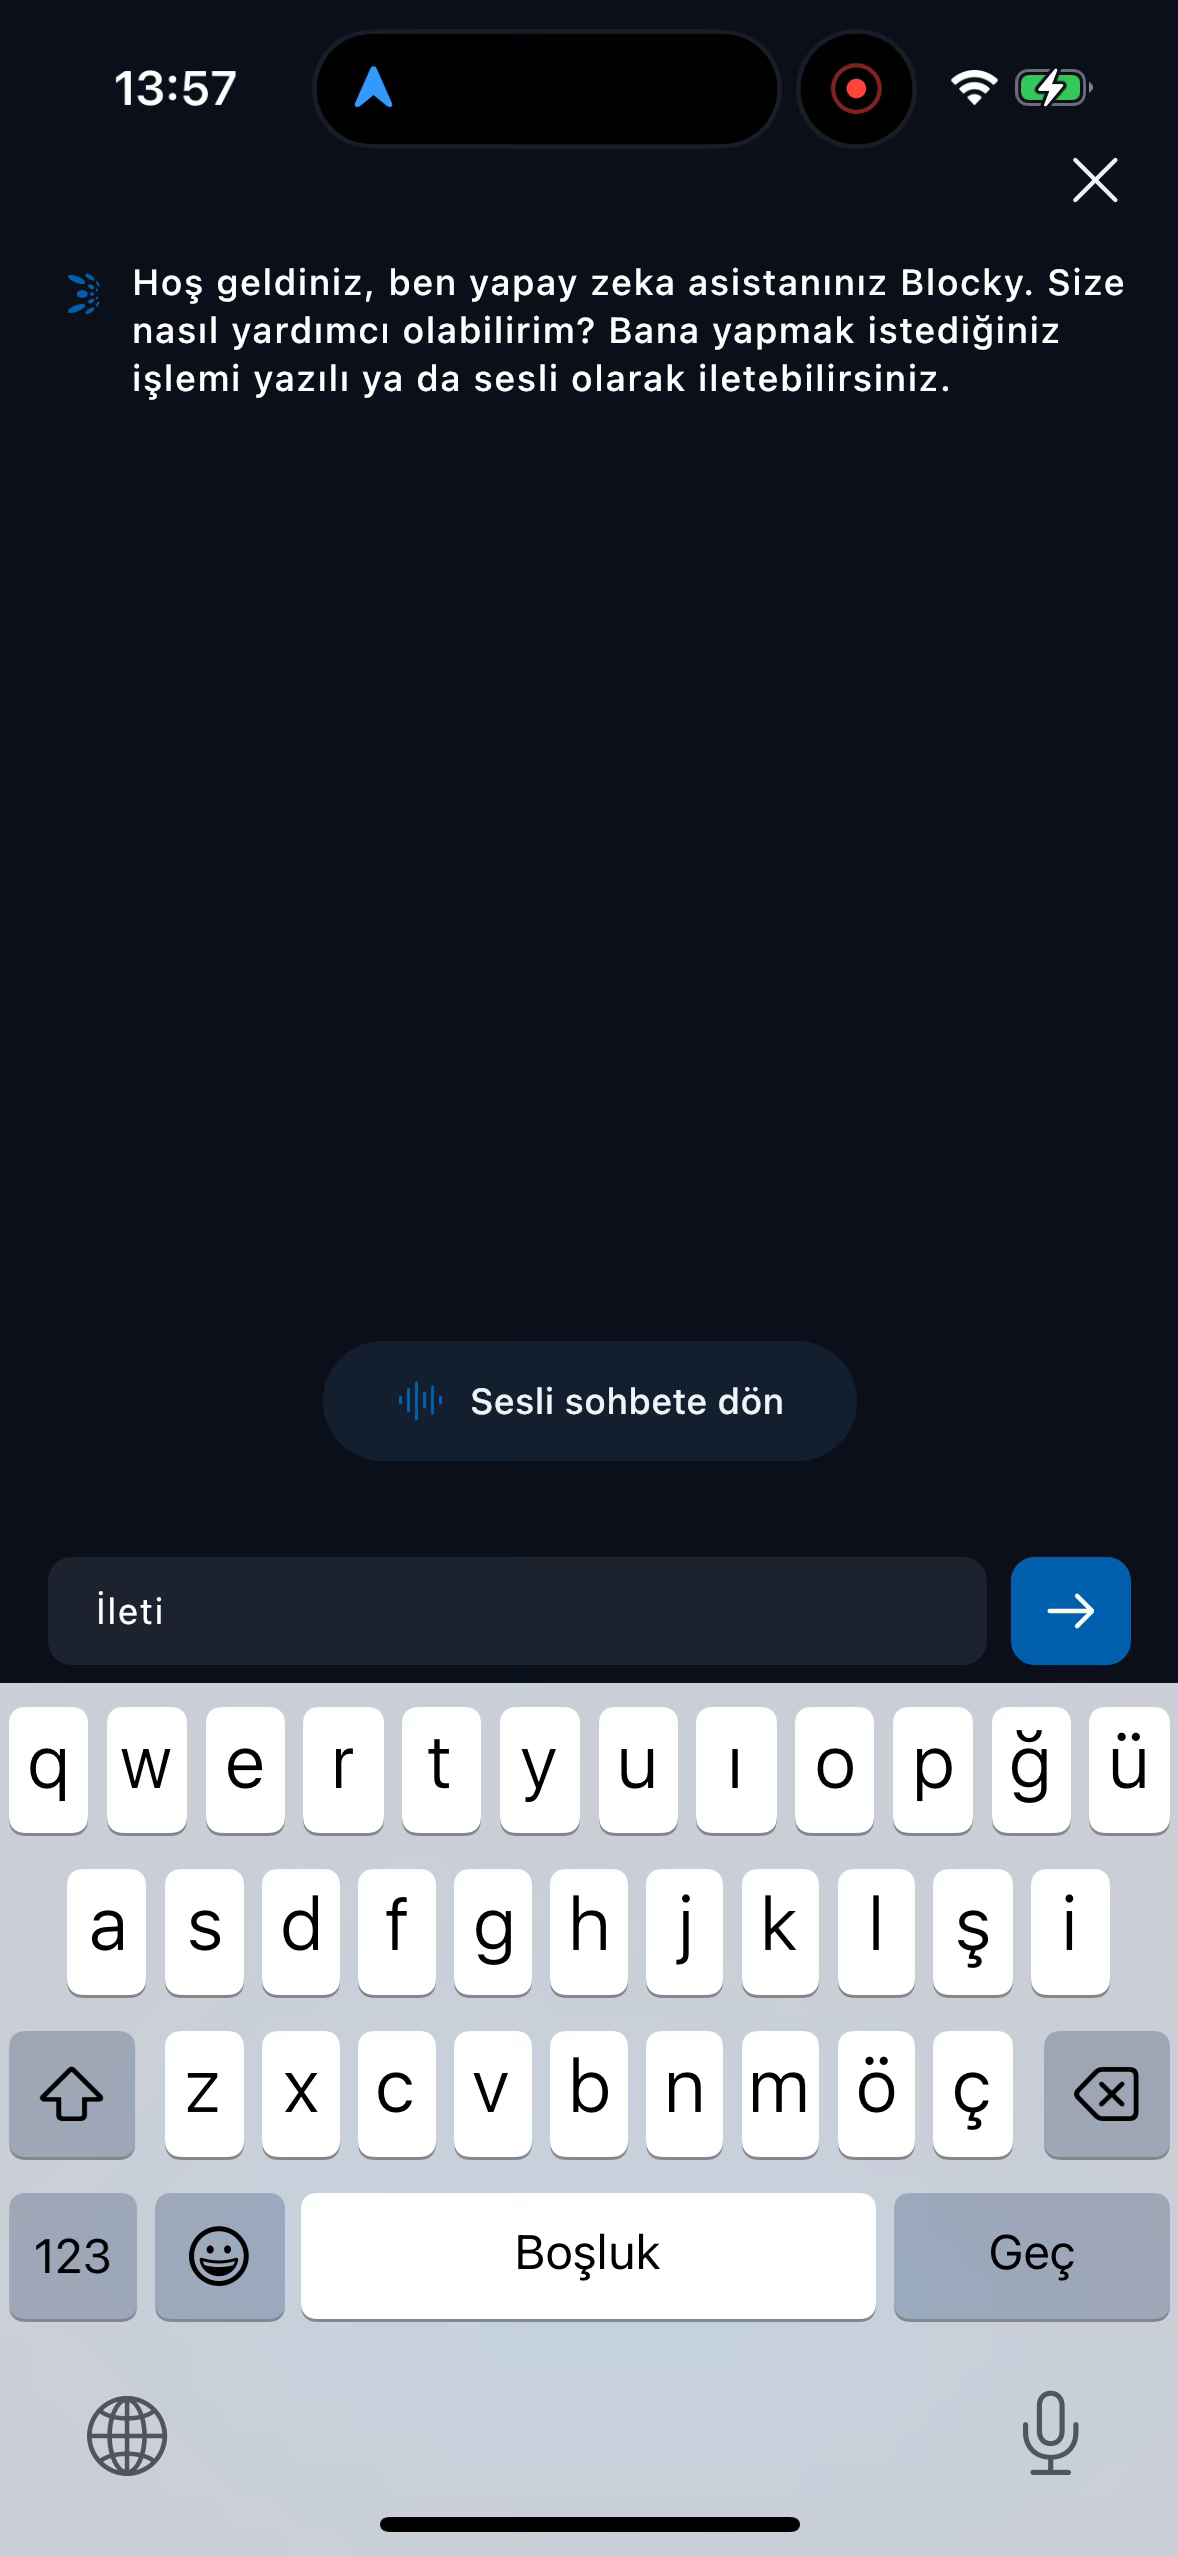 13:57
Hoş geldiniz, ben yapay zeka asistanınız Blocky. Size
nasıl yardımcı olabilirim? Bana yapmak istediğiniz
işlemi yazılı ya da sesli olarak iletebilirsiniz.
Sesli sohbete dön
İleti
q w e r t y u ı o p ğ ü
a s d f g h j k l ş i
z x c v b n m ö ç
123 Boşluk Geç